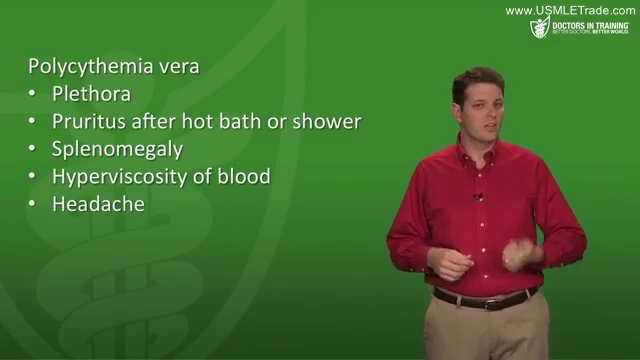 www.USMLETrade.com
DOCTORS IN TRAINING
BETTER DOCTORS. BETTER WORLD.
Polycythemia vera
• Plethora
• Pruritus after hot bath or shower
• Splenomegaly
• Hyperviscosity of blood
• Headache